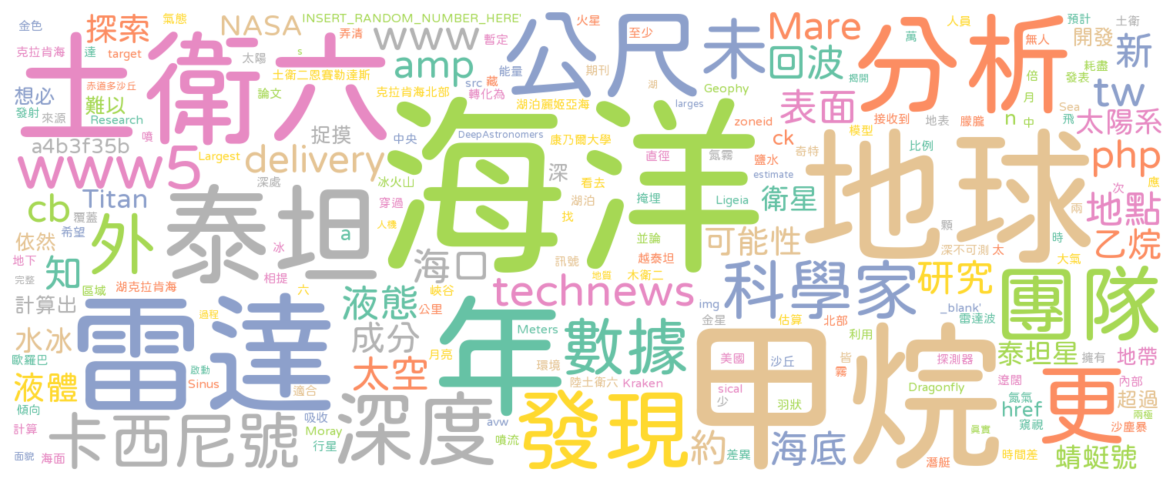 金色
探索
氣態
NASA
INSERT_RANDOM_NUMBER_HERE'
火星
至少
Mare
人員
萬
預計
土衛
克拉肯海
達
target
太陽
弄清
暫定
www
公尺
未
回波
分析
無人
開發
新
土衛六
s
土衛二恩賽勒達斯
amp
能量
期刊
藏
湖
揭開
倍
耗盡
發表
赤道多沙丘
想必
難以
論文
克拉肯海北部
src
轉化為
湖泊麗姬亞海
larges
Geophy
表面
接收到
月
中
n
Sea
飛
tw
發射
來源
Research
噴
捉摸
中央
DeepAstronomers
康乃爾大學
zoneid
ck
模型
地表
朦朧
太陽系
a4b3f35b
www5
Largest
delivery
海洋
深
直徑
氮霧
鹽水
奇特
比例
php
地球
深處
冰火山
看去
estimate
應
Titan
cb
覆蓋
希望
外
泰坦
穿過
a
人機
湖泊
掩埋
Ligeia
衛星
次
兩
地點
依然
地下
完整
知
冰
相提
海口
訊號
找
並論
越泰坦
可能性
顆
時
深不可測
太
乙烷
區域
湖克拉肯海
六
峽谷
地質
木衛二
大氣
計算出
液態
公里
technews
img
科學家
研究
_blank'
團隊
水冰
過程
成分
月亮
年
Meters
數據
金星
估算
北部
利用
雷達波
歐羅巴
雷達
啟動
Sinus
太空
環境
甲烷
美國
沙丘
皆
霧
探測器
泰坦星
擁有
地帶
液體
適合
陸土衛六
Kraken
sical
少
羽狀
Dragonfly
遼闊
內部
氮氣
href
窺視
超過
更
兩極
傾向
計算
卡西尼號
吸收
Moray
行星
深度
avw
噴流
發現
約
差異
海底
潛艇
真實
時間差
沙塵暴
蜻蜓號
面貌
海面